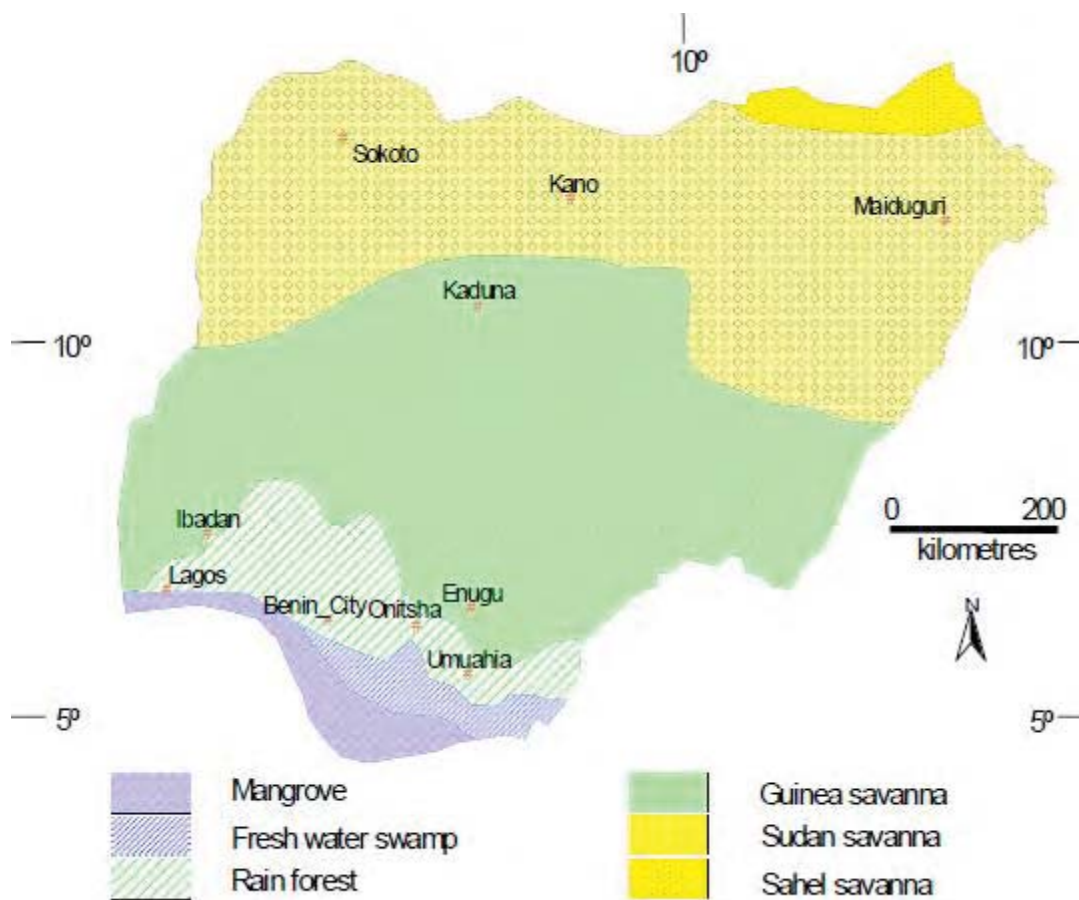 10º
Sokoto
Kano
Maiduguri
Kaduna
10º
10º
Ibadan
0 200
kilometres
Lagos
Benin_City
Onitsha
Enugu
N
Umuahia
5º
5º
Mangrove
Fresh water swamp
Rain forest
Guinea savanna
Sudan savanna
Sahel savanna